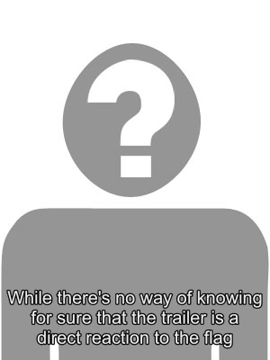 ?
While there's no way of knowing
for sure that the trailer is a
direct reaction to the flag